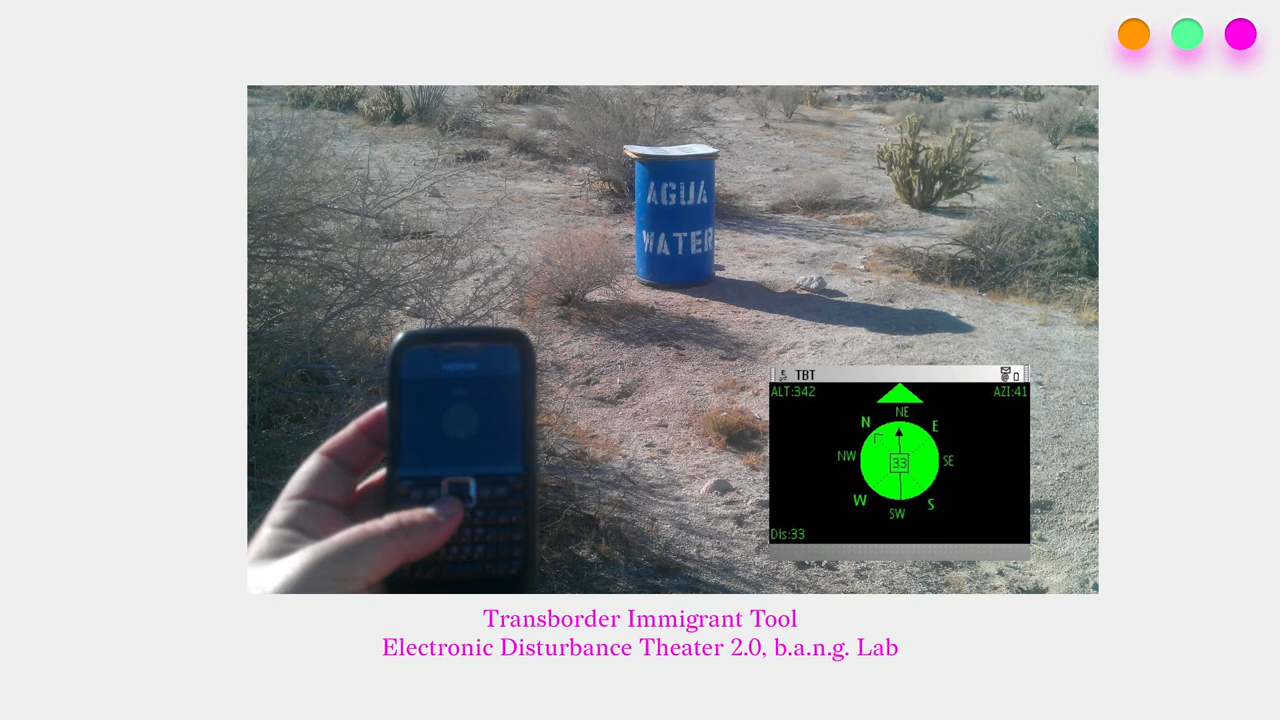 AGUA
WATER
TBT
ALT:342
AZI:41
NE
N
E
NW
33
SE
W
S
SW
Dis:33
Transborder Immigrant Tool
Electronic Disturbance Theater 2.0, b.a.n.g. Lab